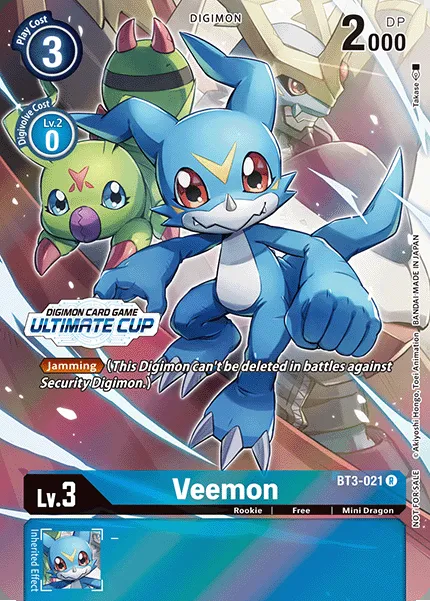 Play Cost
3
DIGIMON
DP
2000
Digivolve Cost
Lv.2
0
Takase
DIGIMON CARD GAME
ULTIMATE CUP
Jamming (This Digimon can't be deleted in battles against
Security Digimon.)
Lv.3
Veemon
BT3-021 R
Rookie | Free | Mini Dragon
Inherited Effect
-
NOT FOR SALE ©Akiyoshi Hongo, Toei Animation, BANDAI·MADE IN JAPAN